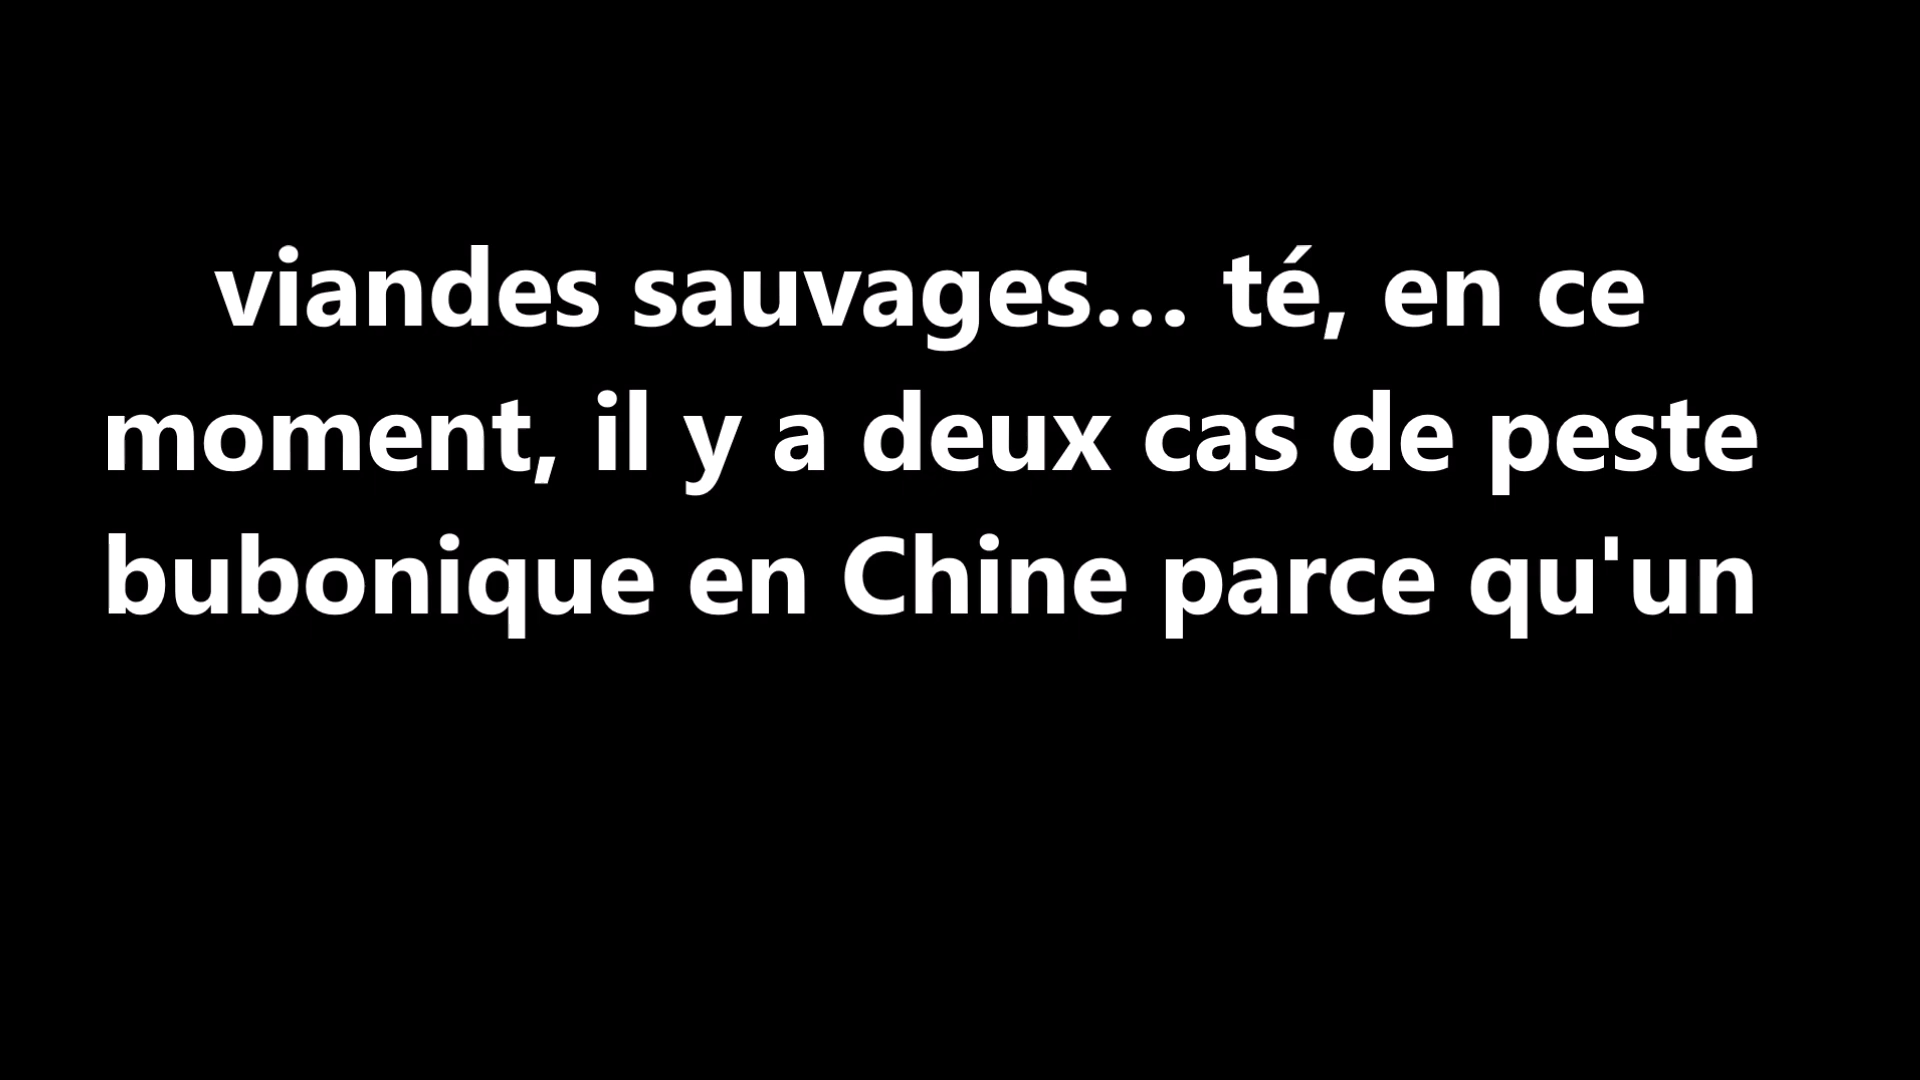 viandes sauvages... té, en ce
moment, il y a deux cas de peste
bubonique en Chine parce qu'un